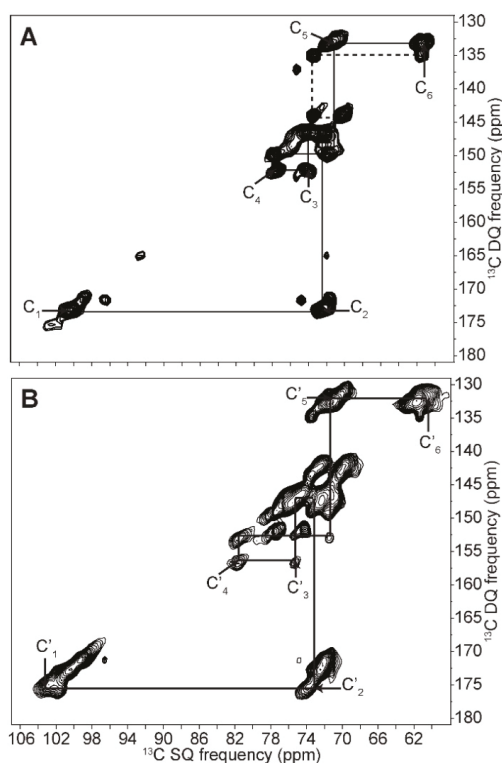 A
C5
C6
C4
C3
C1
C2
130
135
140
145
150
155
160
165
170
175
180
13C DQ frequency (ppm)
B
C'5
C'6
C'4
C'3
C'1
C'2
130
135
140
145
150
155
160
165
170
175
180
13C DQ frequency (ppm)
106 102 98 94 90 86 82 78 74 70 66 62
13C SQ frequency (ppm)